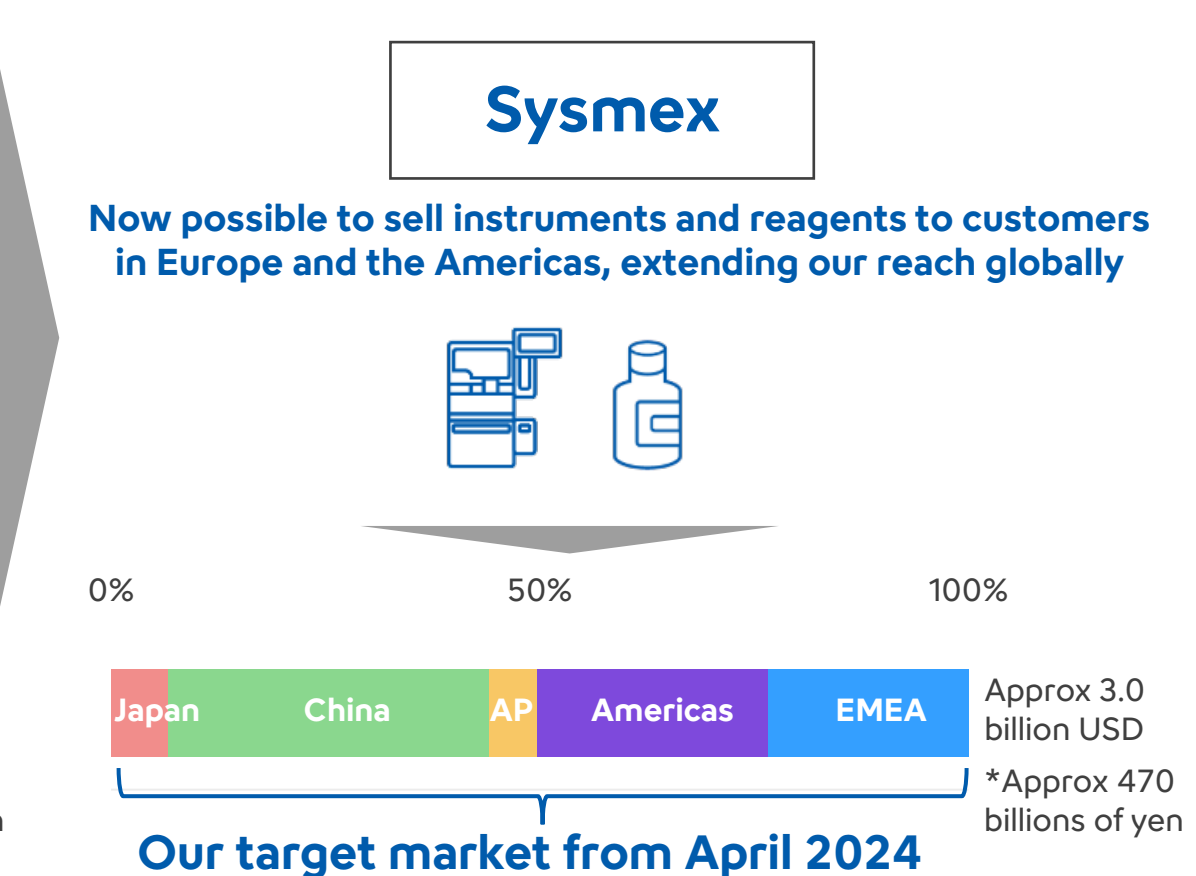 Sysmex
Now possible to sell instruments and reagents to customers
in Europe and the Americas, extending our reach globally
0% 50% 100%
Japan China AP Americas EMEA
Approx 3.0
billion USD
*Approx 470
billions of yen
Our target market from April 2024